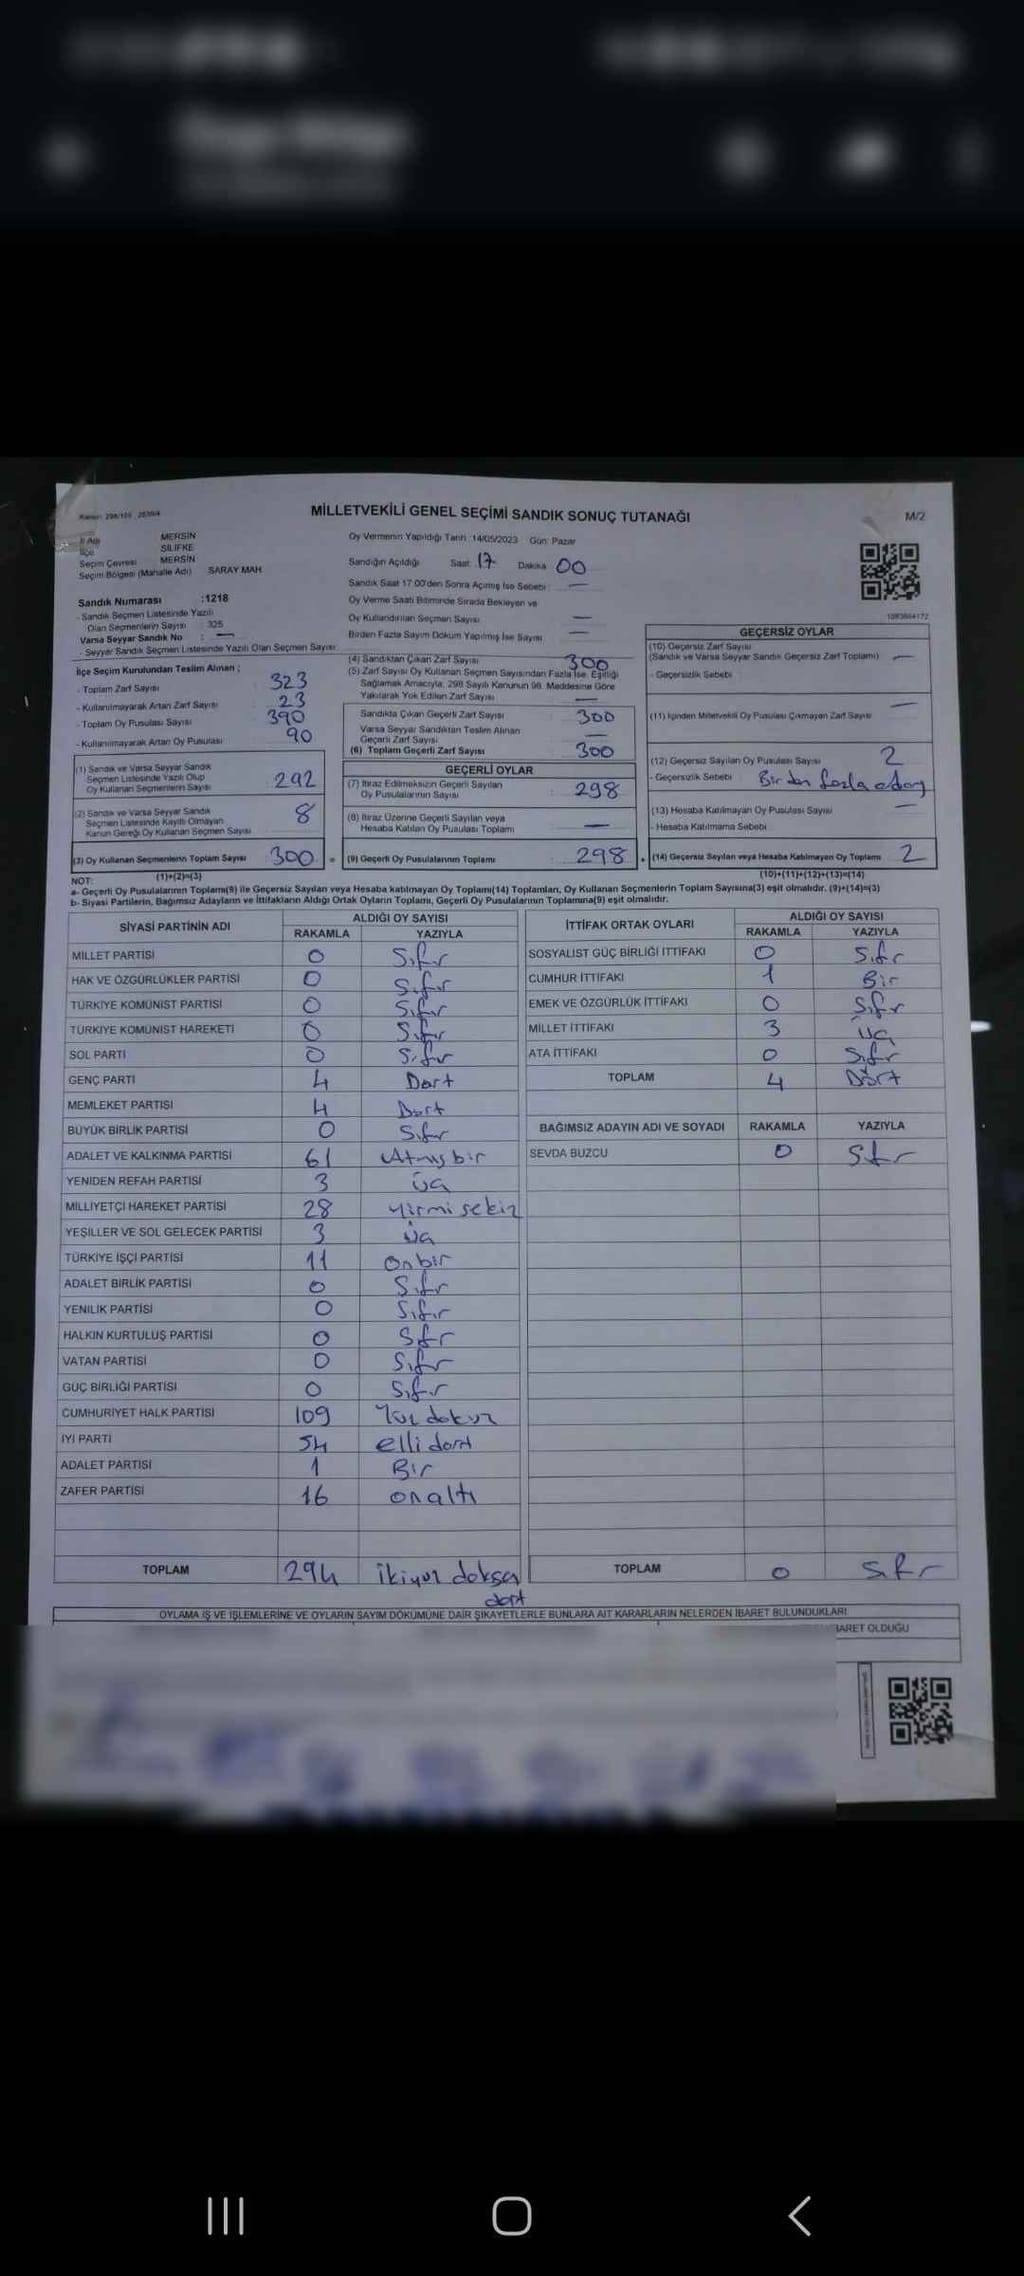 Kanun: 298/105, 2839/4
MİLLETVEKİLİ GENEL SEÇİMİ SANDIK SONUÇ TUTANAĞI
M/2
İl Adı MERSİN
İlçe SİLİFKE
Seçim Çevresi MERSİN
Seçim Bölgesi (Mahalle Adı) SARAY MAH.
Sandık Numarası :1218
- Sandık Seçmen Listesinde Yazılı
Olan Seçmenlerin Sayısı 325
Varsa Seyyar Sandık No : —
- Seyyar Sandık Seçmen Listesinde Yazılı Olan Seçmen Sayısı
İlçe Seçim Kurulundan Teslim Alınan ;
- Toplam Zarf Sayısı 323
- Kullanılmayarak Artan Zarf Sayısı 23
- Toplam Oy Pusulası Sayısı 390
- Kullanılmayarak Artan Oy Pusulası 90
(1) Sandık ve Varsa Seyyar Sandık
Seçmen Listesinde Yazılı Olup
Oy Kullanan Seçmenlerin Sayısı 292
(2) Sandık ve Varsa Seyyar Sandık
Seçmen Listesinde Kayıtlı Olmayan
Kanun Gereği Oy Kullanan Seçmen Sayısı 8
(3) Oy Kullanan Seçmenlerin Toplam Sayısı 300
(1)+(2)=(3)
Oy Vermenin Yapıldığı Tarih :14/05/2023 Gün: Pazar
Sandığın Açıldığı Saat: 17 Dakika 00
Sandık Saat 17:00'den Sonra Açılmış İse Sebebi : —
Oy Verme Saati Bitiminde Sırada Bekleyen ve
Oy Kullandırılan Seçmen Sayısı —
Birden Fazla Sayım Döküm Yapılmış İse Sayısı —
(4) Sandıktan Çıkan Zarf Sayısı 300
(5) Zarf Sayısı Oy Kullanan Seçmen Sayısından Fazla İse, Eşitliği
Sağlamak Amacıyla, 298 Sayılı Kanunun 98. Maddesine Göre
Yakılarak Yok Edilen Zarf Sayısı —
Sandıkta Çıkan Geçerli Zarf Sayısı 300
Varsa Seyyar Sandıktan Teslim Alınan
Geçerli Zarf Sayısı —
(6) Toplam Geçerli Zarf Sayısı 300
GEÇERLİ OYLAR
(7) İtiraz Edilmeksizin Geçerli Sayılan
Oy Pusulalarının Sayısı 298
(8) İtiraz Üzerine Geçerli Sayılan veya
Hesaba Katılan Oy Pusulası Toplamı —
(9) Geçerli Oy Pusulalarının Toplamı 298
1093664172
GEÇERSİZ OYLAR
(10) Geçersiz Zarf Sayısı
(Sandık ve Varsa Seyyar Sandık Geçersiz Zarf Toplamı) —
- Geçersizlik Sebebi
(11) İçinden Milletvekili Oy Pusulası Çıkmayan Zarf Sayısı —
(12) Geçersiz Sayılan Oy Pusulası Sayısı 2
- Geçersizlik Sebebi Birden fazla aday
(13) Hesaba Katılmayan Oy Pusulası Sayısı —
- Hesaba Katılmama Sebebi
(14) Geçersiz Sayılan veya Hesaba Katılmayan Oy Toplamı 2
(10)+(11)+(12)+(13)=(14)
NOT:
a- Geçerli Oy Pusulalarının Toplamı(9) ile Geçersiz Sayılan veya Hesaba katılmayan Oy Toplamı(14) Toplamları, Oy Kullanan Seçmenlerin Toplam Sayısına(3) eşit olmalıdır. (9)+(14)=(3)
b- Siyasi Partilerin, Bağımsız Adayların ve İttifakların Aldığı Ortak Oyların Toplamı, Geçerli Oy Pusulalarının Toplamına(9) eşit olmalıdır.
SİYASİ PARTİNİN ADI ALDIĞI OY SAYISI
RAKAMLA YAZIYLA
MİLLET PARTİSİ 0 Sıfır
HAK VE ÖZGÜRLÜKLER PARTİSİ 0 Sıfır
TÜRKİYE KOMÜNİST PARTİSİ 0 Sıfır
TÜRKİYE KOMÜNİST HAREKETİ 0 Sıfır
SOL PARTİ 0 Sıfır
GENÇ PARTİ 4 Dört
MEMLEKET PARTİSİ 4 Dört
BÜYÜK BİRLİK PARTİSİ 0 Sıfır
ADALET VE KALKINMA PARTİSİ 61 Atmışbir
YENİDEN REFAH PARTİSİ 3 üç
MİLLİYETÇİ HAREKET PARTİSİ 28 yirmi sekiz
YEŞİLLER VE SOL GELECEK PARTİSİ 3 üç
TÜRKİYE İŞÇİ PARTİSİ 11 onbir
ADALET BİRLİK PARTİSİ 0 Sıfır
YENİLİK PARTİSİ 0 Sıfır
HALKIN KURTULUŞ PARTİSİ 0 Sıfır
VATAN PARTİSİ 0 Sıfır
GÜÇ BİRLİĞİ PARTİSİ 0 Sıfır
CUMHURİYET HALK PARTİSİ 109 Yüz dokuz
İYİ PARTİ 54 elli dört
ADALET PARTİSİ 1 Bir
ZAFER PARTİSİ 16 onaltı
TOPLAM 294 ikiyüz doksan
dört
İTTİFAK ORTAK OYLARI ALDIĞI OY SAYISI
RAKAMLA YAZIYLA
SOSYALİST GÜÇ BİRLİĞİ İTTİFAKI 0 Sıfır
CUMHUR İTTİFAKI 1 Bir
EMEK VE ÖZGÜRLÜK İTTİFAKI 0 Sıfır
MİLLET İTTİFAKI 3 üç
ATA İTTİFAKI 0 Sıfır
TOPLAM 4 Dört
BAĞIMSIZ ADAYIN ADI VE SOYADI RAKAMLA YAZIYLA
SEVDA BUZCU 0 Sıfır
TOPLAM 0 Sıfır
OYLAMA İŞ VE İŞLEMLERİNE VE OYLARIN SAYIM DÖKÜMÜNE DAİR ŞİKAYETLERLE BUNLARA AİT KARARLARIN NELERDEN İBARET BULUNDUKLARI
BARET OLDUĞU